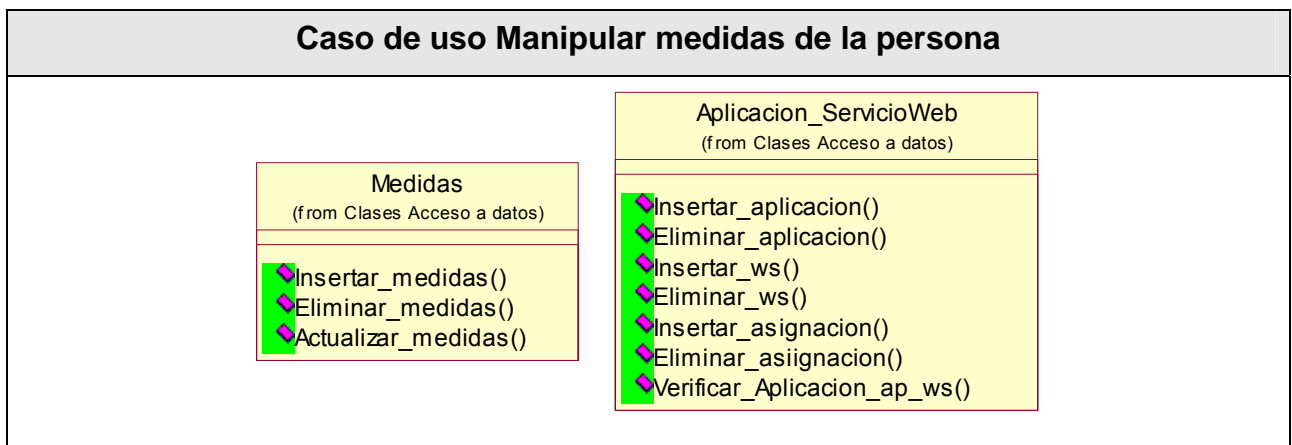 Caso de uso Manipular medidas de la persona
Medidas
(from Clases Acceso a datos)
Insertar_medidas()
Eliminar_medidas()
Actualizar_medidas()
Aplicacion_ServicioWeb
(from Clases Acceso a datos)
Insertar_aplicacion()
Eliminar_aplicacion()
Insertar_ws()
Eliminar_ws()
Insertar_asignacion()
Eliminar_asiignacion()
Verificar_Aplicacion_ap_ws()